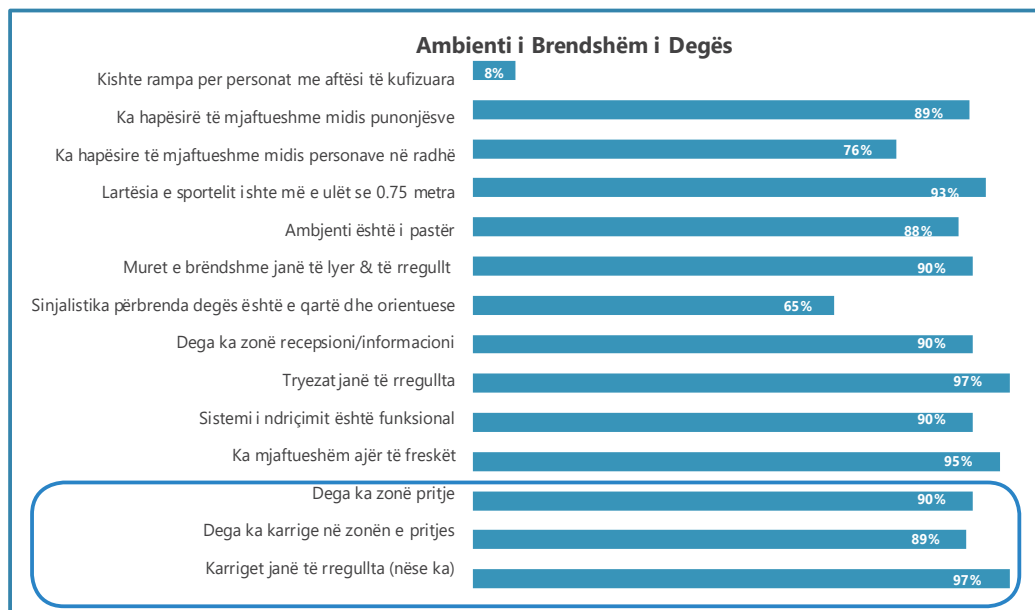 Ambienti i Brendshëm i Degës
Kishte rampa per personat me aftësi të kufizuara 8%
Ka hapësirë të mjaftueshme midis punonjësve 89%
Ka hapësire të mjaftueshme midis personave në radhë 76%
Lartësia e sportelit ishte më e ulët se 0.75 metra 93%
Ambjenti është i pastër 88%
Muret e brëndshme janë të lyer & të rregullt 90%
Sinjalistika përbrenda degës është e qartë dhe orientuese 65%
Dega ka zonë recepsioni/informacioni 90%
Tryezat janë të rregullta 97%
Sistemi i ndriçimit është funksional 90%
Ka mjaftueshëm ajër të freskët 95%
Dega ka zonë pritje 90%
Dega ka karrige në zonën e pritjes 89%
Karriget janë të rregullta (nëse ka) 97%